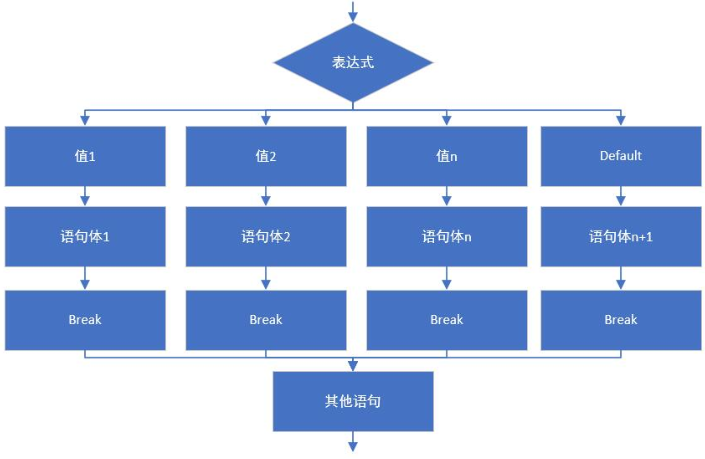 表达式
值1
值2
值n
Default
语句体1
语句体2
语句体n
语句体n+1
Break
Break
Break
Break
其他语句